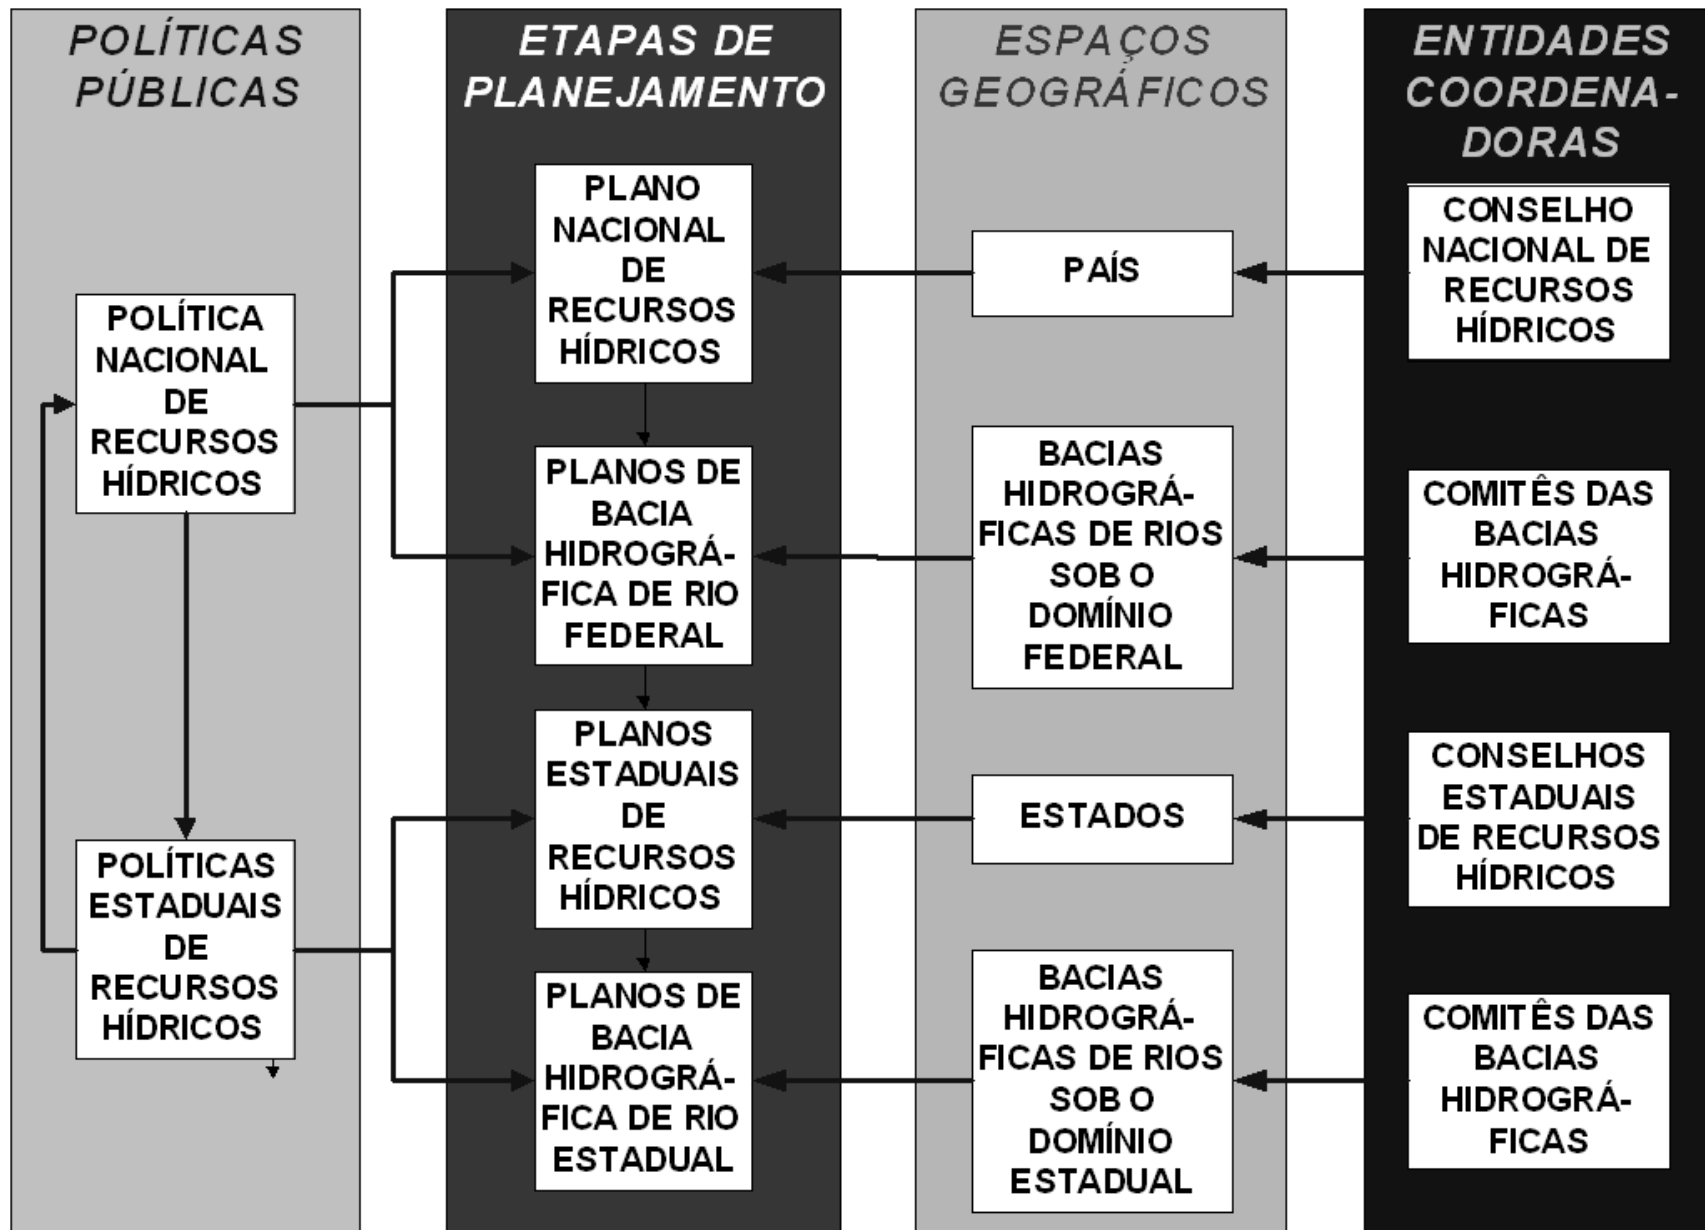 POLÍTICAS
PÚBLICAS
POLÍTICA
NACIONAL
DE
RECURSOS
HÍDRICOS
POLÍTICAS
ESTADUAIS
DE
RECURSOS
HÍDRICOS
ETAPAS DE
PLANEJAMENTO
PLANO
NACIONAL
DE
RECURSOS
HÍDRICOS
PLANOS DE
BACIA
HIDROGRÁ-
FICA DE RIO
FEDERAL
PLANOS
ESTADUAIS
DE
RECURSOS
HÍDRICOS
PLANOS DE
BACIA
HIDROGRÁ-
FICA DE RIO
ESTADUAL
ESPAÇOS
GEOGRÁFICOS
PAÍS
BACIAS
HIDROGRÁ-
FICAS DE RIOS
SOB O
DOMÍNIO
FEDERAL
ESTADOS
BACIAS
HIDROGRÁ-
FICAS DE RIOS
SOB O
DOMÍNIO
ESTADUAL
ENTIDADES
COORDENA-
DORAS
CONSELHO
NACIONAL DE
RECURSOS
HÍDRICOS
COMITÊS DAS
BACIAS
HIDROGRÁ-
FICAS
CONSELHOS
ESTADUAIS
DE RECURSOS
HÍDRICOS
COMITÊS DAS
BACIAS
HIDROGRÁ-
FICAS